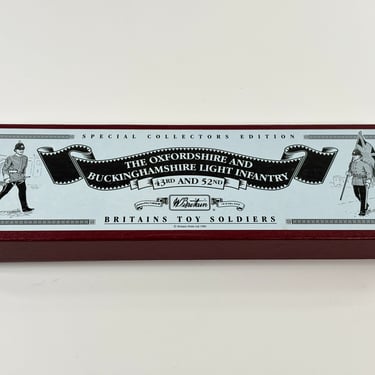 SPECIAL COLLECTORS EDITION
THE OXFORDSHIRE AND
BUCKINGHAMSHIRE LIGHT INFANTRY
43RD AND 52ND
W. Britain
BRITAINS TOY SOLDIERS